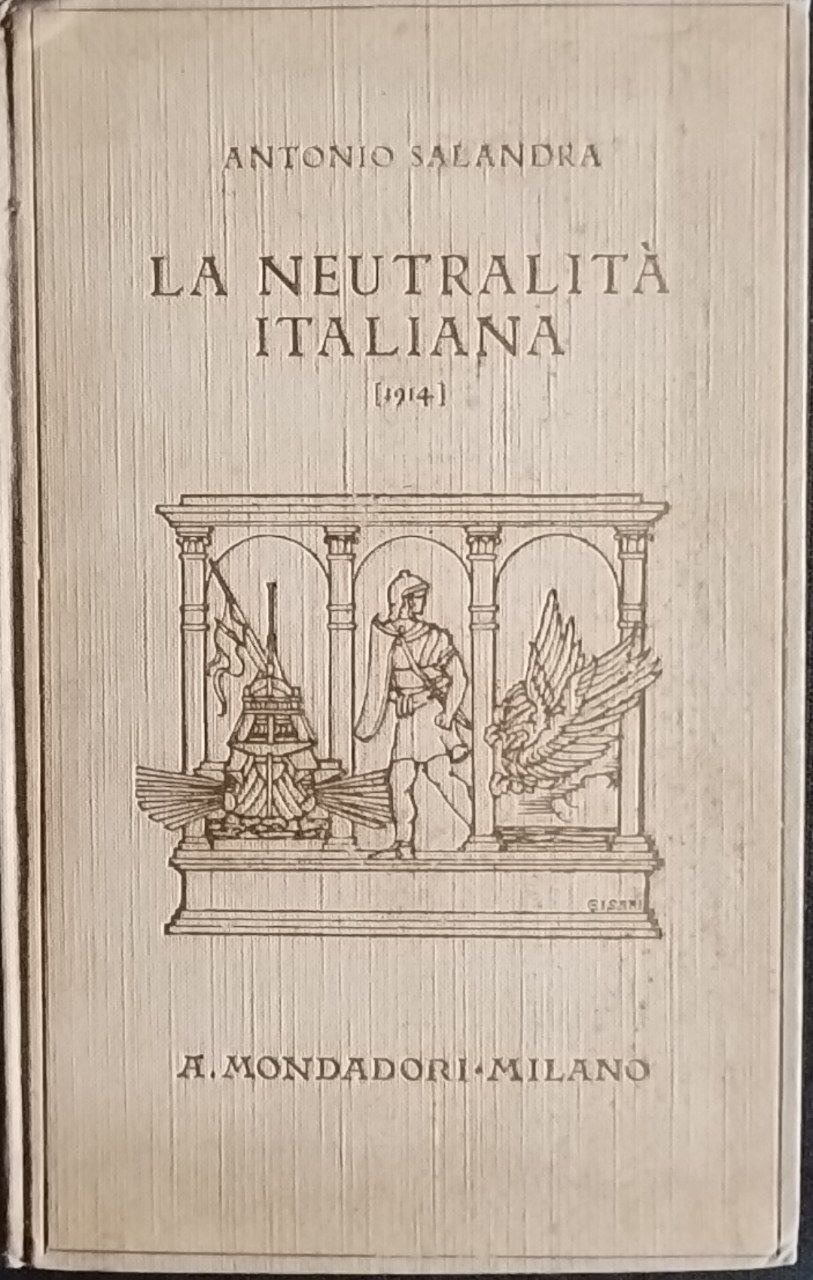 ANTONIO SALANDRA
LA NEUTRALITÀ
ITALIANA
[1914]
A. MONDADORI · MILANO